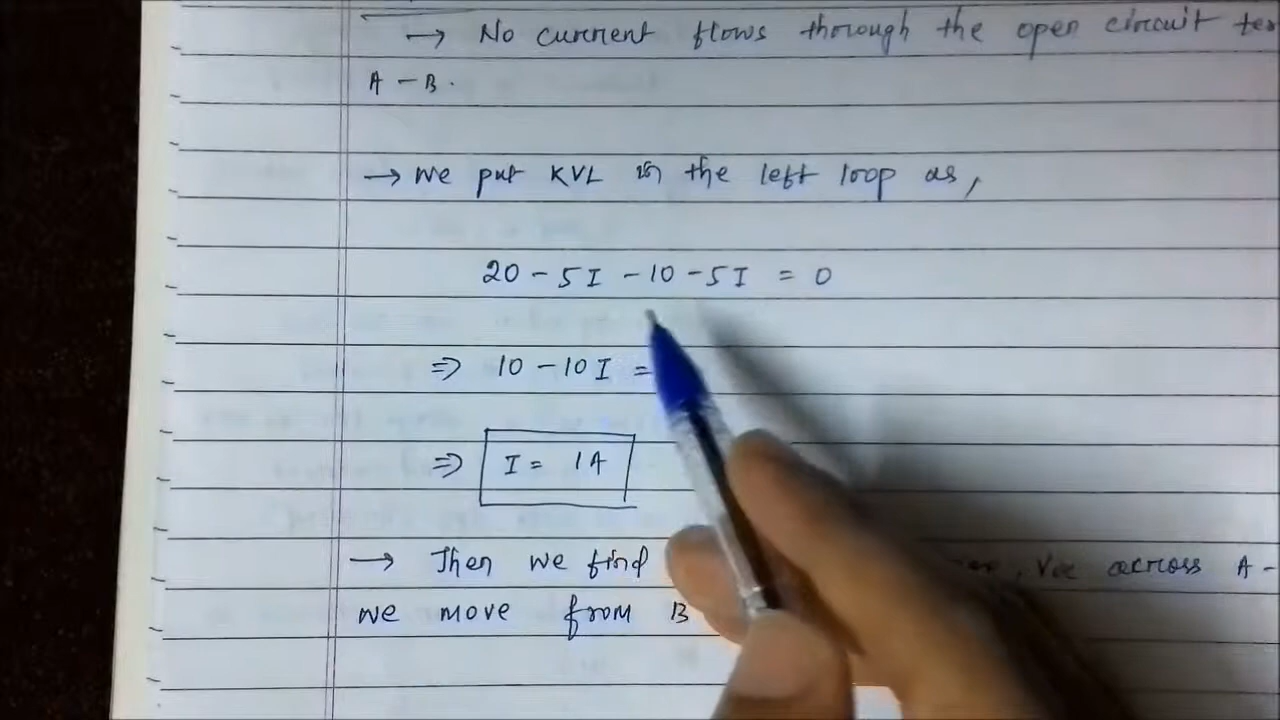 → No current flows through the open circuit
A - B.
→ We put KVL in the left loop as,
20 - 5I - 10 - 5I = 0
⇒ 10 - 10I =
⇒ I = 1A
→ Then we find , Voc across A -
we move from B